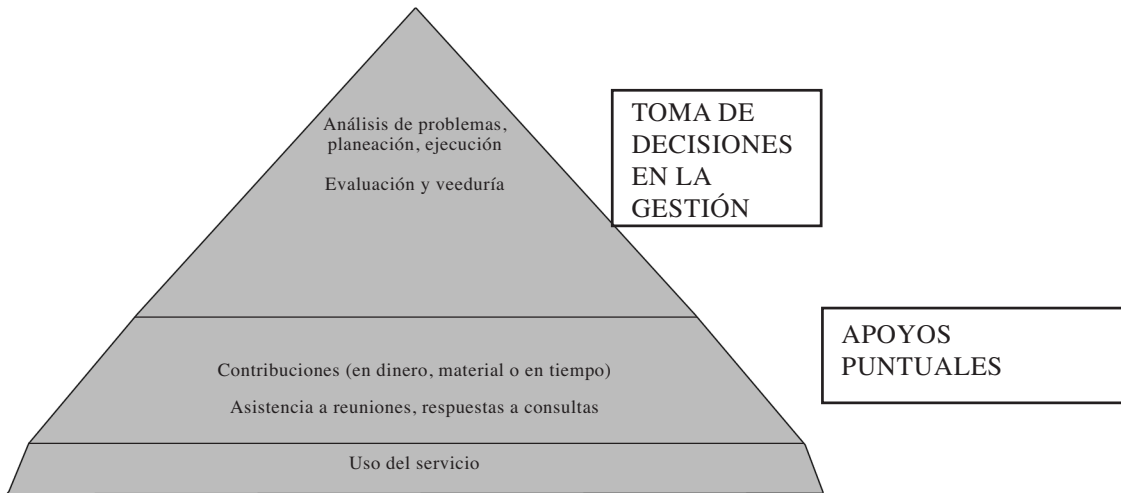 Análisis de problemas,
planeación, ejecución
Evaluación y veeduría
TOMA DE
DECISIONES
EN LA
GESTIÓN
Contribuciones (en dinero, material o en tiempo)
Asistencia a reuniones, respuestas a consultas
APOYOS
PUNTUALES
Uso del servicio